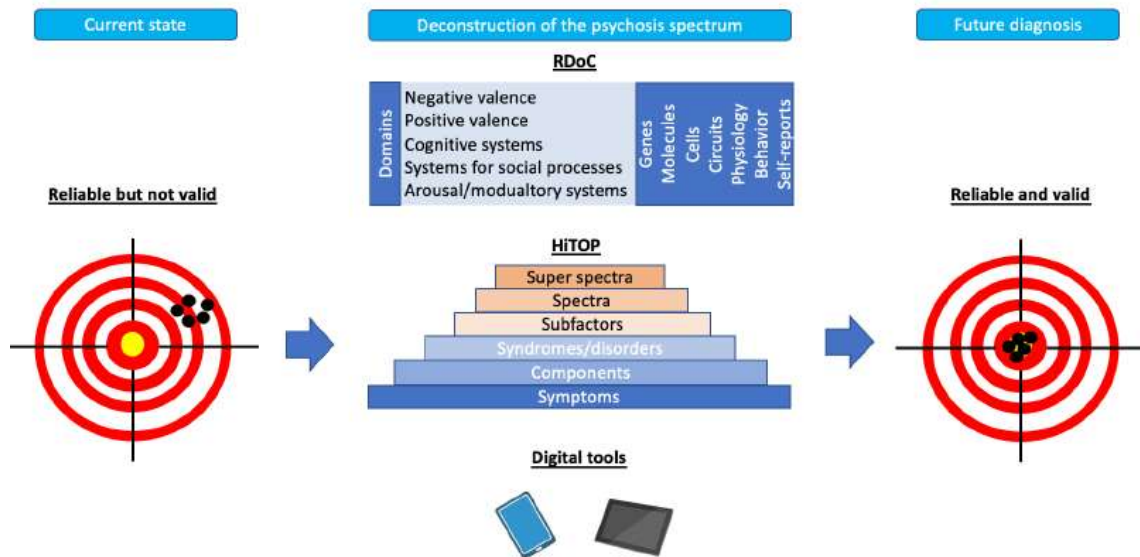 Current state
Deconstruction of the psychosis spectrum
Future diagnosis
RDoC
Domains
Negative valence
Positive valence
Cognitive systems
Systems for social processes
Arousal/modualtory systems
Genes
Molecules
Cells
Circuits
Physiology
Behavior
Self-reports
Reliable but not valid
Reliable and valid
HiTOP
Super spectra
Spectra
Subfactors
Syndromes/disorders
Components
Symptoms
Digital tools